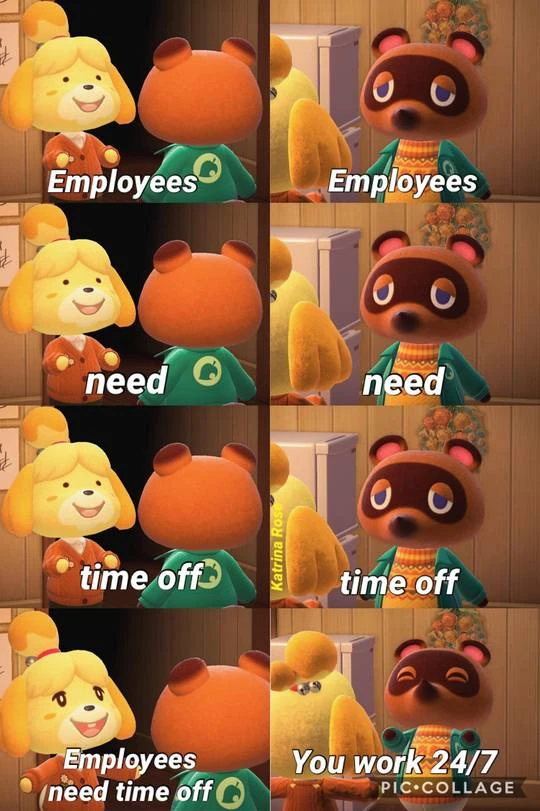 Employees
Employees
need
need
time off
Katrina Ros
time off
Employees
need time off
You work 24/7
PIC•COLLAGE